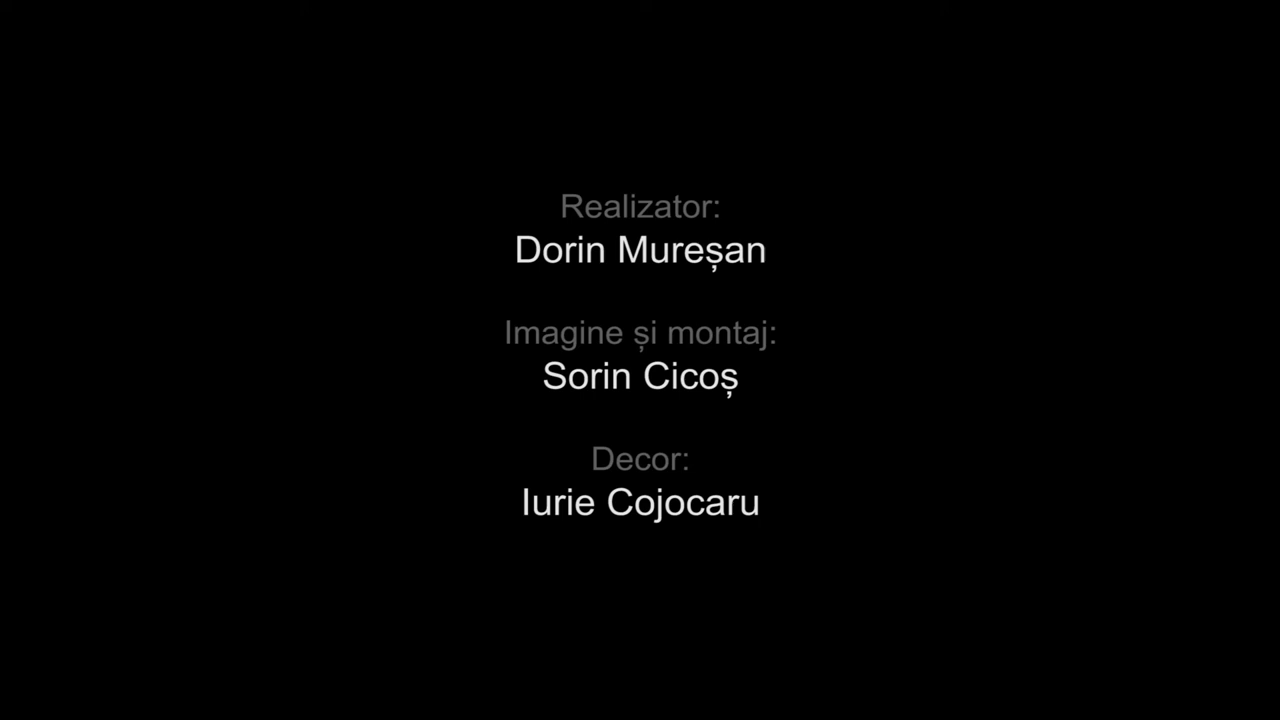 Realizator:
Dorin Mureșan
Imagine și montaj:
Sorin Cicoș
Decor:
Iurie Cojocaru